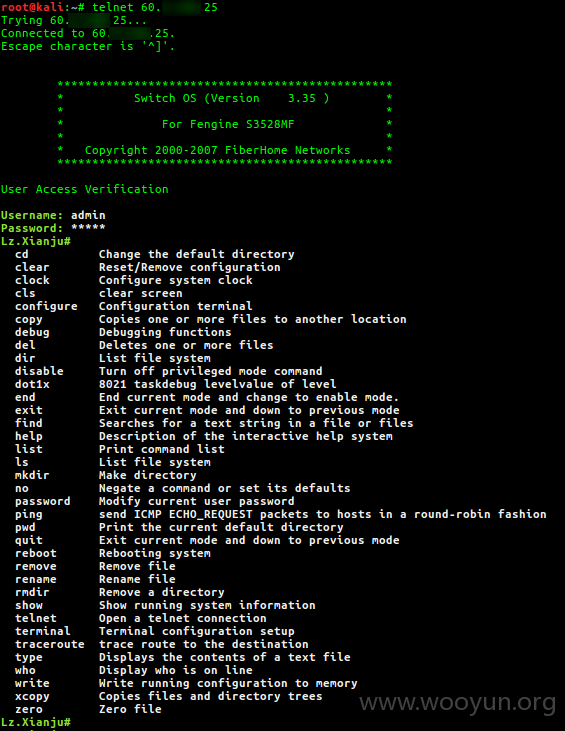 root@kali:~# telnet 60. 25
Trying 60. 25...
Connected to 60. .25.
Escape character is '^]'.
************************************************
* Switch OS (Version 3.35 ) *
* *
* For Fengine S3528MF *
* *
* Copyright 2000-2007 FiberHome Networks *
************************************************
User Access Verification
Username: admin
Password: *****
Lz.Xianju#
cd Change the default directory
clear Reset/Remove configuration
clock Configure system clock
cls clear screen
configure Configuration terminal
copy Copies one or more files to another location
debug Debugging functions
del Deletes one or more files
dir List file system
disable Turn off privileged mode command
dot1x 8021 taskdebug levelvalue of level
end End current mode and change to enable mode.
exit Exit current mode and down to previous mode
find Searches for a text string in a file or files
help Description of the interactive help system
list Print command list
ls List file system
mkdir Make directory
no Negate a command or set its defaults
password Modify current user password
ping send ICMP ECHO_REQUEST packets to hosts in a round-robin fashion
pwd Print the current default directory
quit Exit current mode and down to previous mode
reboot Rebooting system
remove Remove file
rename Rename file
rmdir Remove a directory
show Show running system information
telnet Open a telnet connection
terminal Terminal configuration setup
traceroute trace route to the destination
type Displays the contents of a text file
who Display who is on line
write Write running configuration to memory
xcopy Copies files and directory trees
zero Zero file
Lz.Xianju#
www.wooyun.org